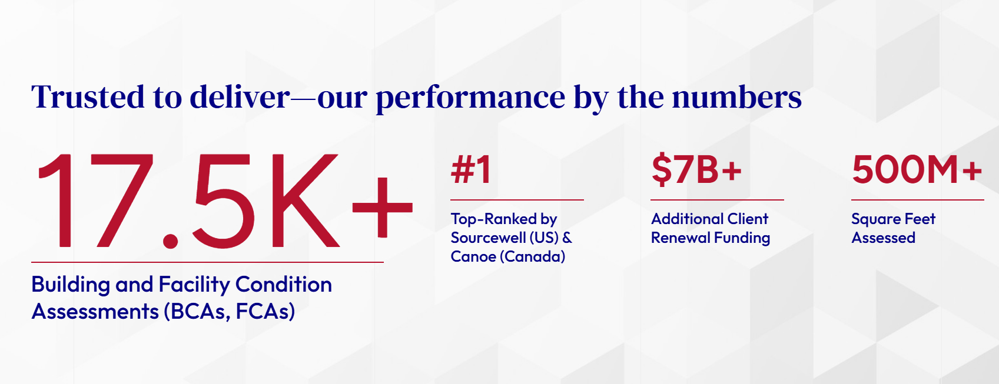 Trusted to deliver—our performance by the numbers
17.5K+
Building and Facility Condition
Assessments (BCAs, FCAs)
#1
Top-Ranked by
Sourcewell (US) &
Canoe (Canada)
$7B+
Additional Client
Renewal Funding
500M+
Square Feet
Assessed